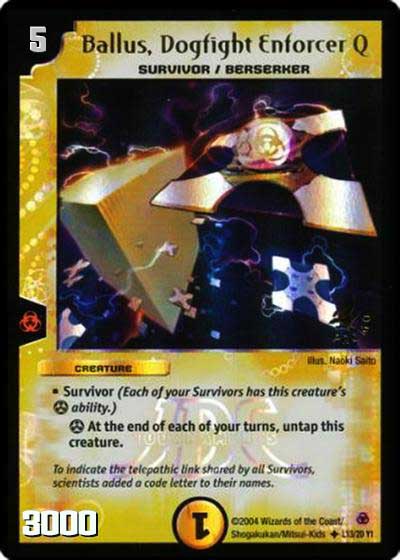 5
Ballus, Dogfight Enforcer Q
SURVIVOR / BERSERKER
Illus. Naoki Saito
CREATURE
• Survivor (Each of your Survivors has this creature's
ability.)
At the end of each of your turns, untap this
creature.
To indicate the telepathic link shared by all Survivors,
scientists added a code letter to their names.
3000
1
©2004 Wizards of the Coast/
Shogakukan/Mitsui-Kids L13/20 Y1